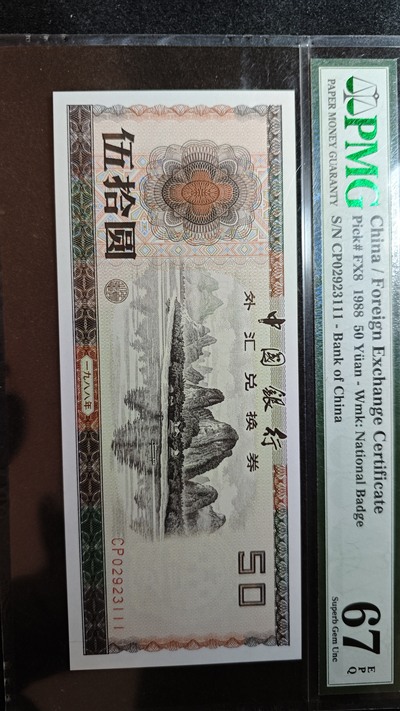 PMG
PAPER MONEY GUARANTY
China / Foreign Exchange Certificate
Pick# FX8 1988 50 Yüan - Wmk: National Badge
S/N CP02923111 - Bank of China
67
EPQ
Superb Gem Unc
中国银行
外汇兑换券
伍拾圆
50
一九八八年
CP02923111